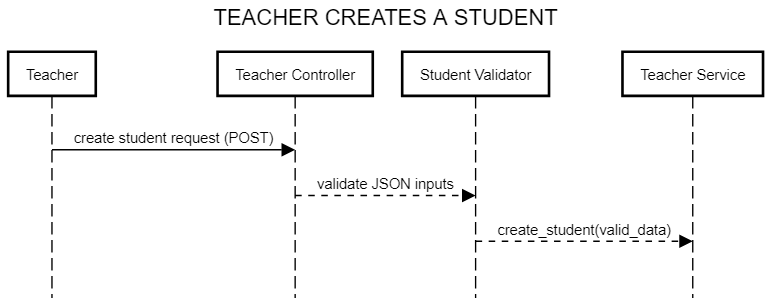 TEACHER CREATES A STUDENT
Teacher
Teacher Controller
Student Validator
Teacher Service
create student request (POST)
validate JSON inputs
create_student(valid_data)